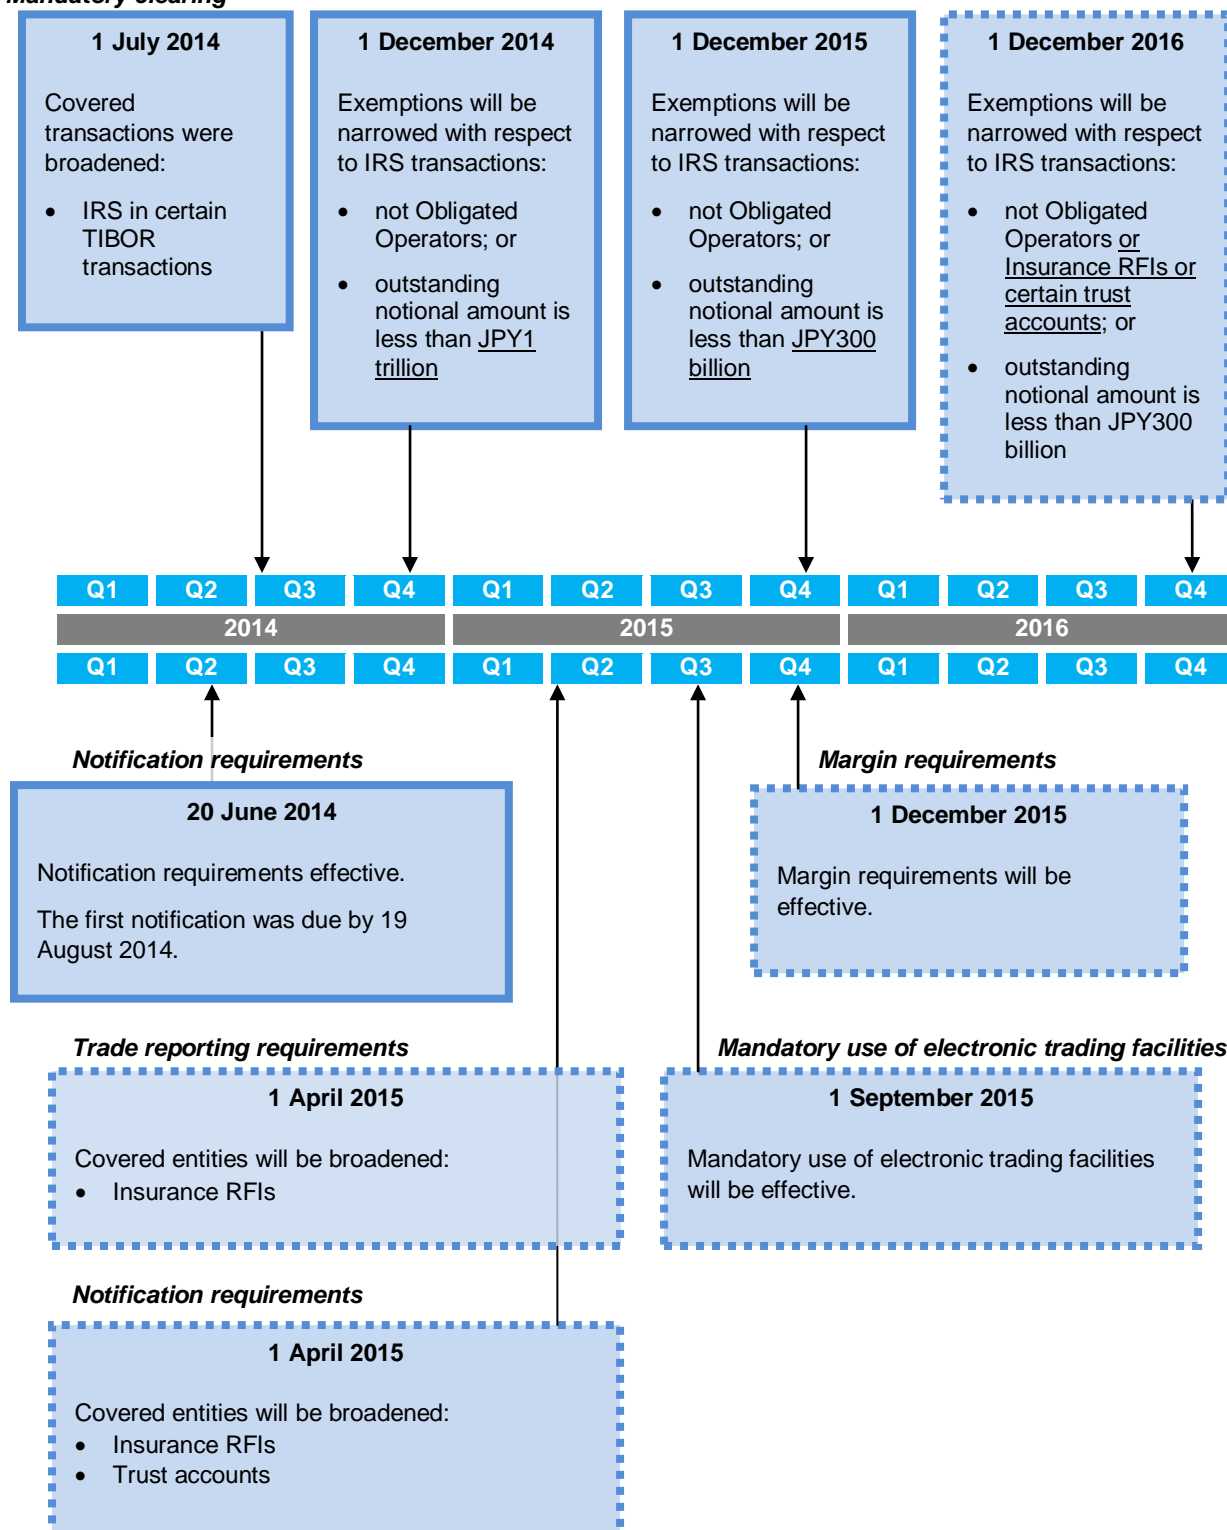 Mandatory clearing
1 July 2014
Covered
transactions were
broadened:
• IRS in certain
TIBOR
transactions
1 December 2014
Exemptions will be
narrowed with respect
to IRS transactions:
• not Obligated
Operators; or
• outstanding
notional amount is
less than JPY1
trillion
1 December 2015
Exemptions will be
narrowed with respect
to IRS transactions:
• not Obligated
Operators; or
• outstanding
notional amount is
less than JPY300
billion
1 December 2016
Exemptions will be
narrowed with respect
to IRS transactions:
• not Obligated
Operators or
Insurance RFIs or
certain trust
accounts; or
• outstanding
notional amount is
less than JPY300
billion
Q1 Q2 Q3 Q4 Q1 Q2 Q3 Q4 Q1 Q2 Q3 Q4
2014 2015 2016
Q1 Q2 Q3 Q4 Q1 Q2 Q3 Q4 Q1 Q2 Q3 Q4
Notification requirements
20 June 2014
Notification requirements effective.
The first notification was due by 19
August 2014.
Margin requirements
1 December 2015
Margin requirements will be
effective.
Trade reporting requirements
1 April 2015
Covered entities will be broadened:
• Insurance RFIs
Mandatory use of electronic trading facilities
1 September 2015
Mandatory use of electronic trading facilities
will be effective.
Notification requirements
1 April 2015
Covered entities will be broadened:
• Insurance RFIs
• Trust accounts